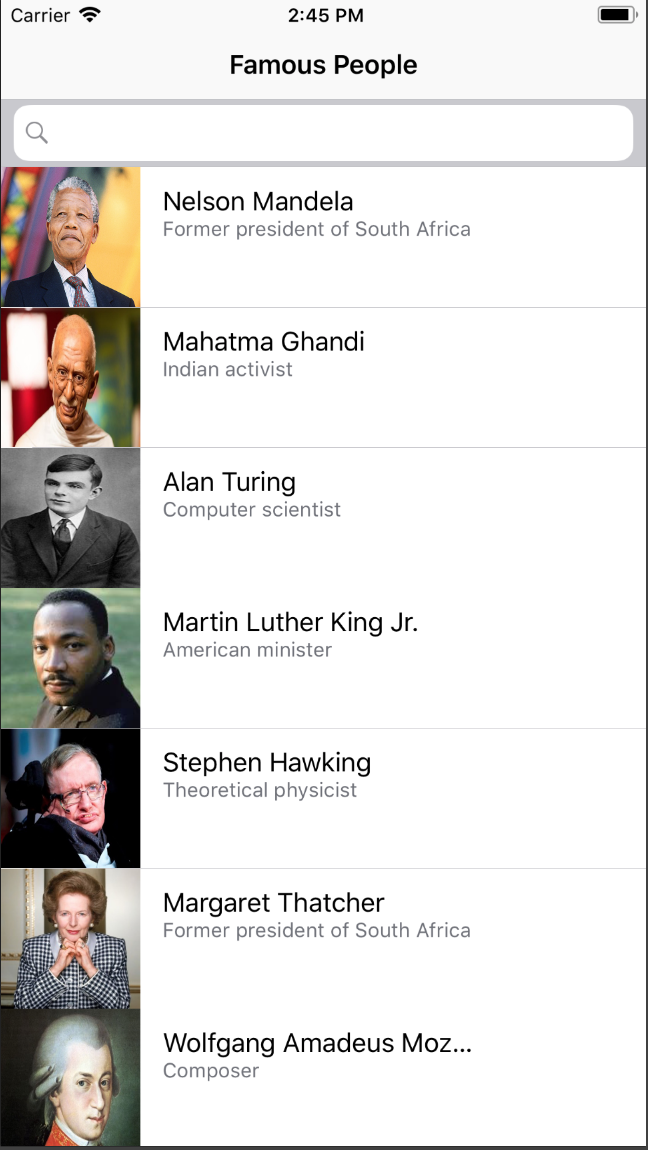 Carrier 2:45 PM
Famous People
Nelson Mandela
Former president of South Africa
Mahatma Ghandi
Indian activist
Alan Turing
Computer scientist
Martin Luther King Jr.
American minister
Stephen Hawking
Theoretical physicist
Margaret Thatcher
Former president of South Africa
Wolfgang Amadeus Moz...
Composer